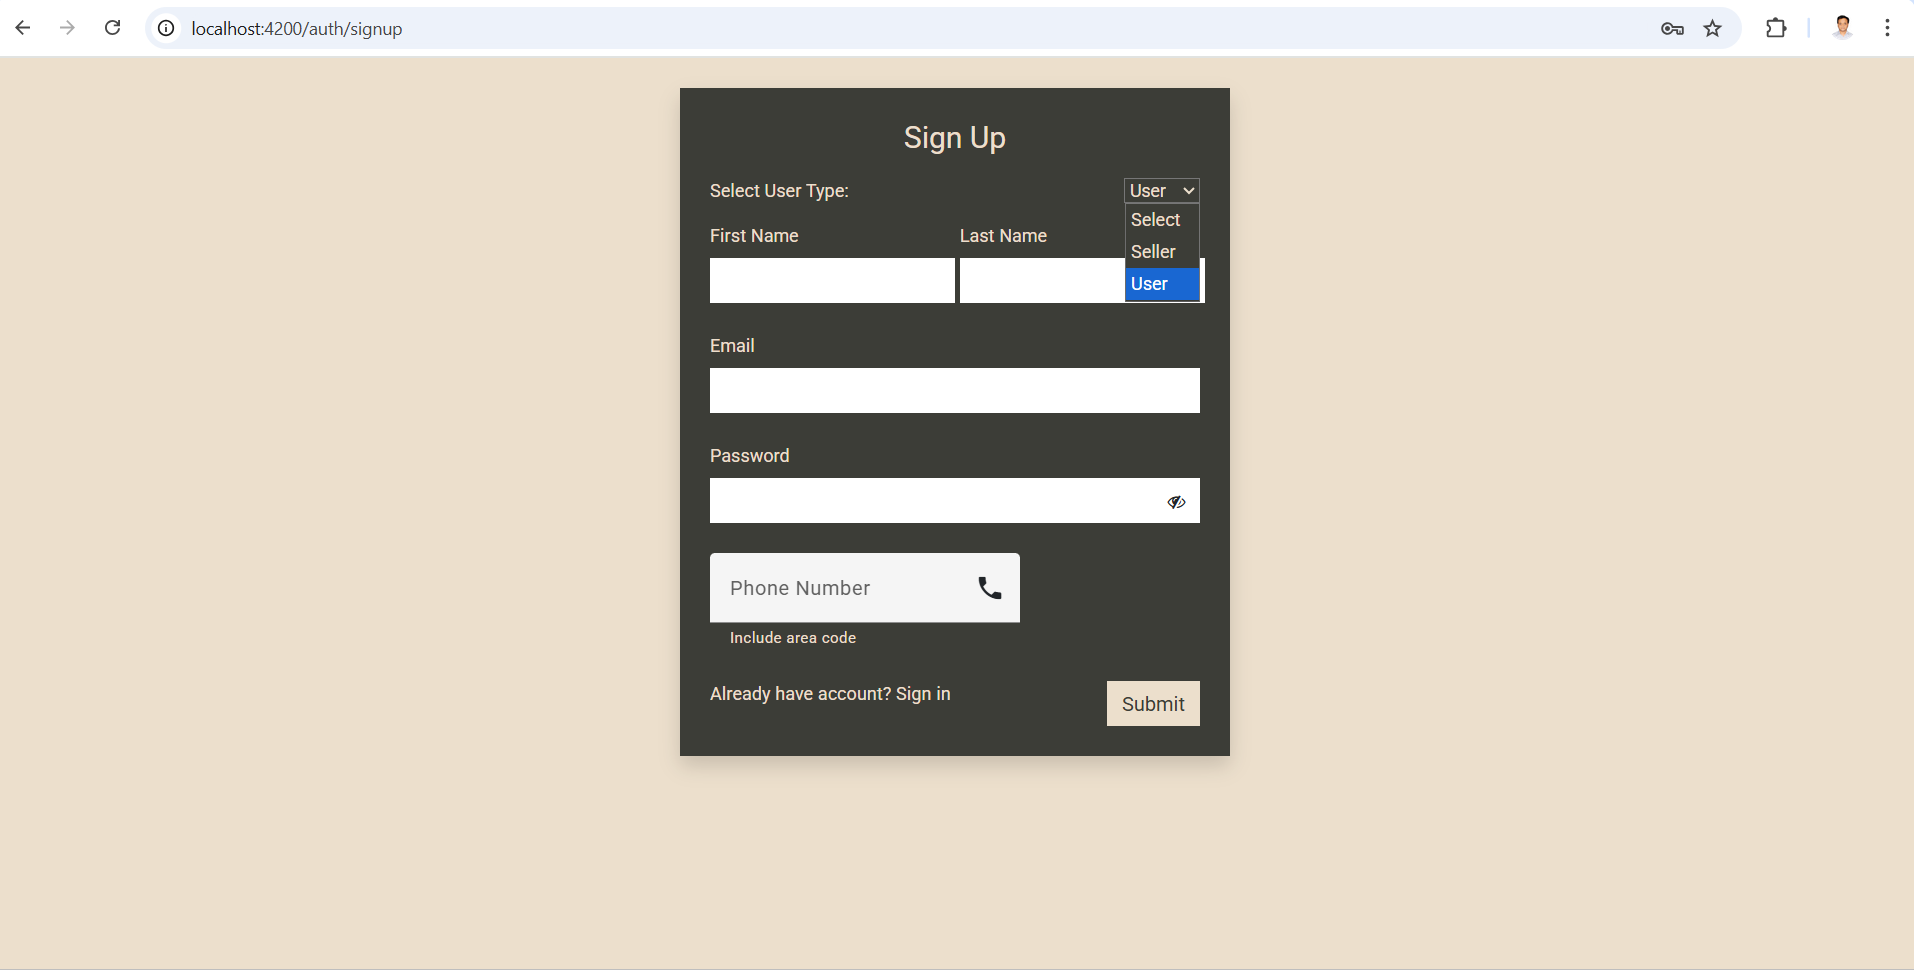 localhost:4200/auth/signup
Sign Up
Select User Type: User
Select
Seller
User
First Name Last Name
Email
Password
Phone Number
Include area code
Already have account? Sign in Submit